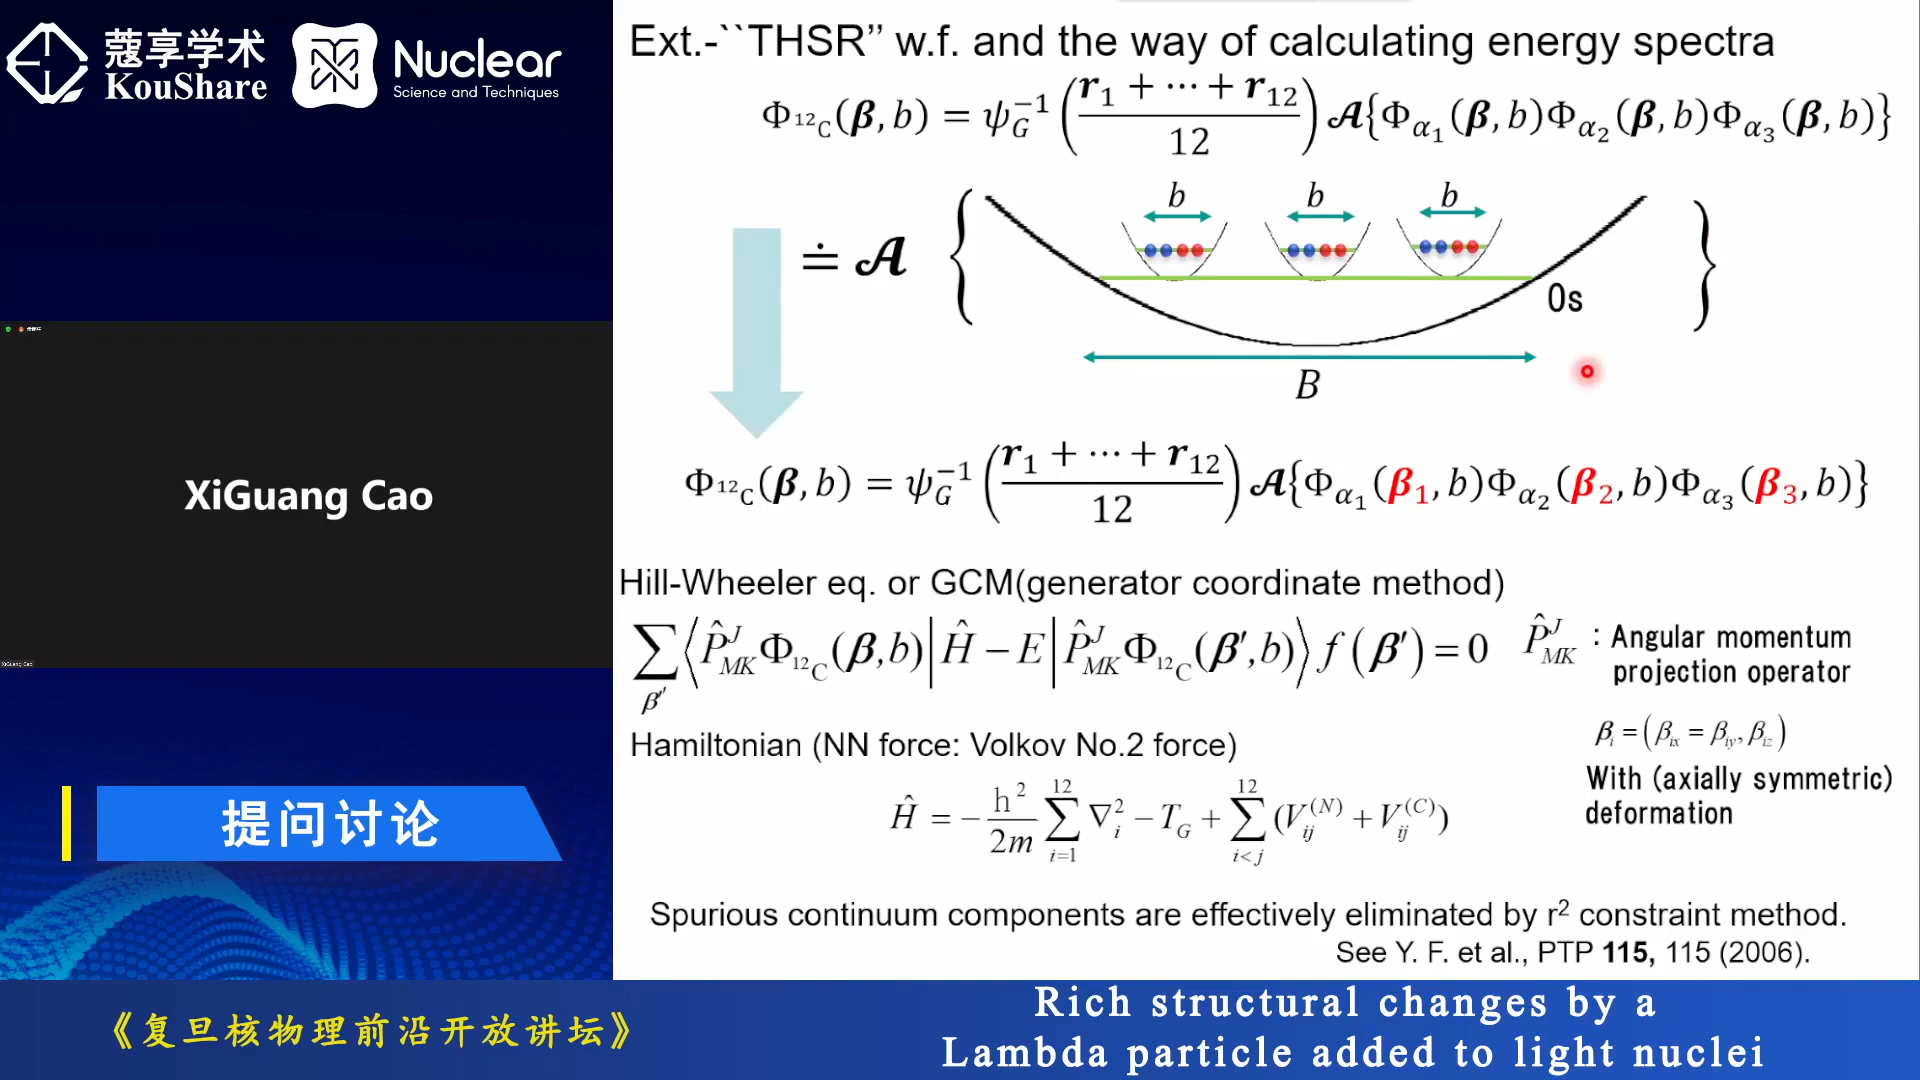 蔻享学术
KouShare
Nuclear
Science and Techniques
XiGuang Cao
XiGuang Cao
提问讨论
Ext.-``THSR’’ w.f. and the way of calculating energy spectra
Φ₁₂C(β, b) = ψ_G⁻¹ ((r₁ + ⋯ + r₁₂)/12) 𝓐{Φ_α₁(β, b)Φ_α₂(β, b)Φ_α₃(β, b)}
b b b
≐ 𝓐 { }
0s
B
Φ₁₂C(β, b) = ψ_G⁻¹ ((r₁ + ⋯ + r₁₂)/12) 𝓐{Φ_α₁(β₁, b)Φ_α₂(β₂, b)Φ_α₃(β₃, b)}
Hill-Wheeler eq. or GCM(generator coordinate method)
∑_β′ ⟨P̂^J_MK Φ₁₂C(β,b)|Ĥ − E|P̂^J_MK Φ₁₂C(β′,b)⟩ f(β′) = 0
P̂^J_MK : Angular momentum
projection operator
Hamiltonian (NN force: Volkov No.2 force)
β_i = (β_ix = β_iy, β_iz)
With (axially symmetric)
deformation
Ĥ = −(h²/2m) ∑_{i=1}^{12} ∇_i² − T_G + ∑_{i<j}^{12} (V_ij^(N) + V_ij^(C))
Spurious continuum components are effectively eliminated by r² constraint method.
See Y. F. et al., PTP 115, 115 (2006).
《复旦核物理前沿开放讲坛》
Rich structural changes by a
Lambda particle added to light nuclei